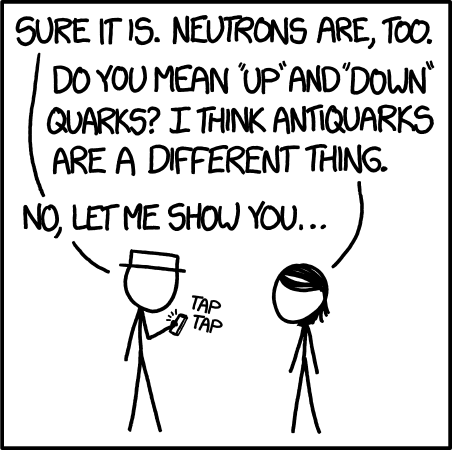 SURE IT IS. NEUTRONS ARE, TOO.
DO YOU MEAN "UP" AND "DOWN"
QUARKS? I THINK ANTIQUARKS
ARE A DIFFERENT THING.
NO, LET ME SHOW YOU...
TAP
TAP